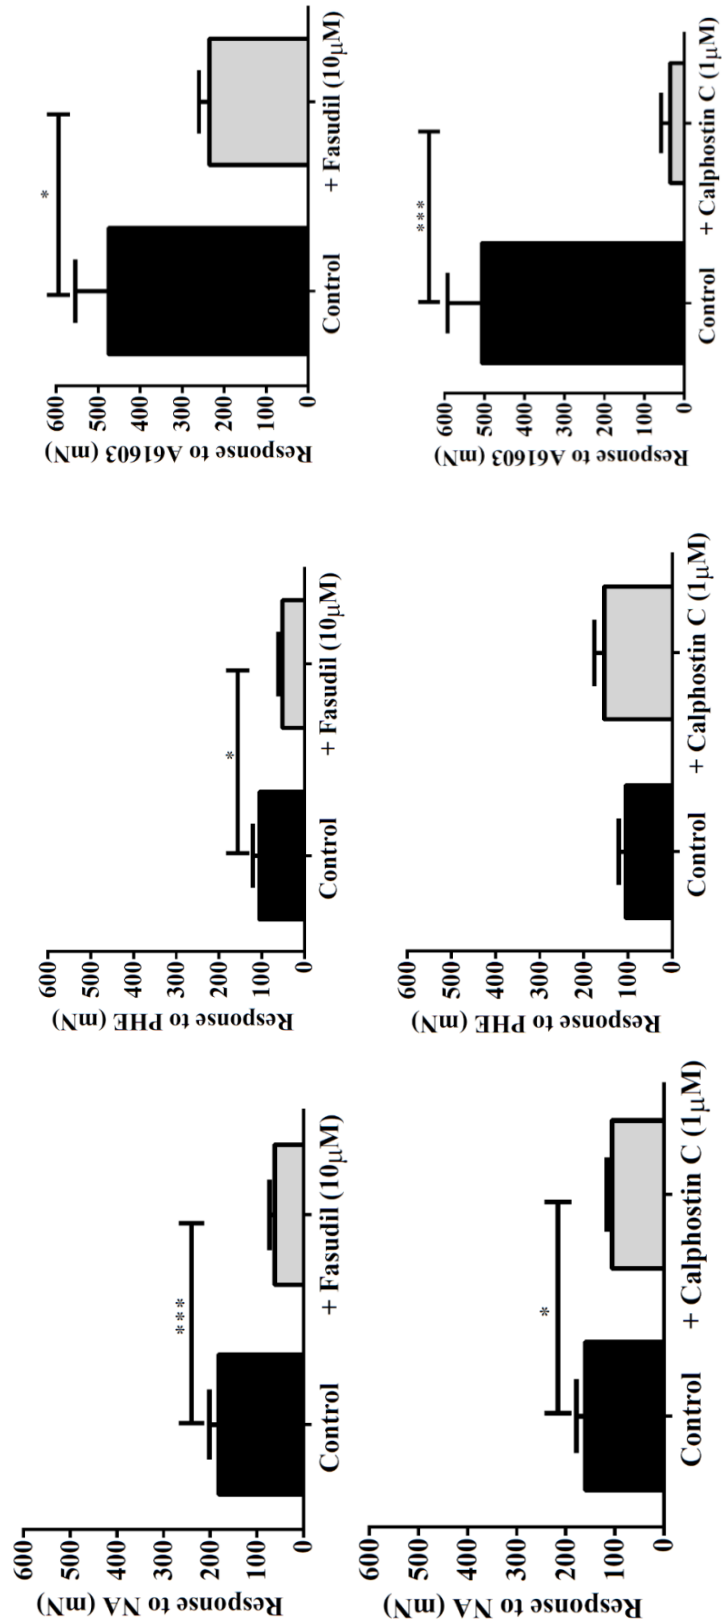 Response to NA (mN)
600
500
400
300
200
100
0
***
Control
+ Fasudil (10μM)
Response to PHE (mN)
600
500
400
300
200
100
0
*
Control
+ Fasudil (10μM)
Response to A61603 (mN)
600
500
400
300
200
100
0
*
Control
+ Fasudil (10μM)
Response to NA (mN)
600
500
400
300
200
100
0
*
Control
+ Calphostin C (1μM)
Response to PHE (mN)
600
500
400
300
200
100
0
Control
+ Calphostin C (1μM)
Response to A61603 (mN)
600
500
400
300
200
100
0
***
Control
+ Calphostin C (1μM)